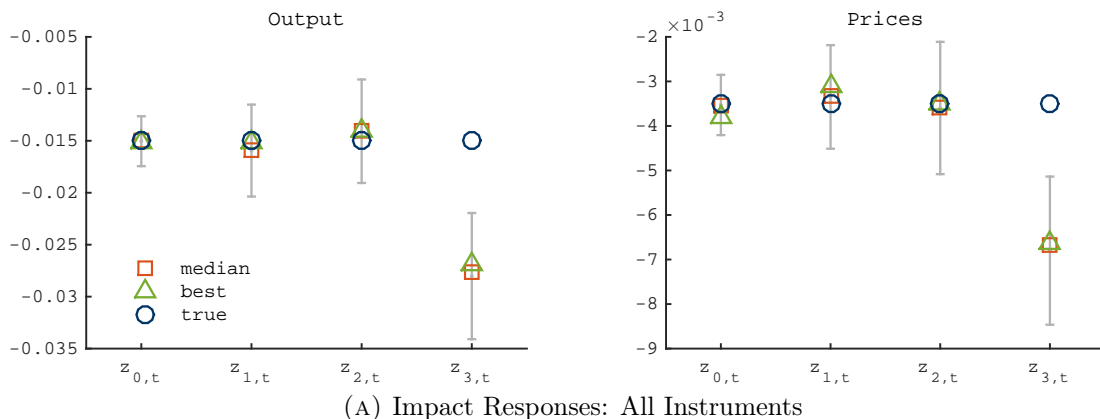 Output
-0.005
-0.01
-0.015
-0.02
-0.025
-0.03
-0.035
median
best
true
z0,t z1,t z2,t z3,t
×10-3 Prices
-2
-3
-4
-5
-6
-7
-8
-9
z0,t z1,t z2,t z3,t
(A) Impact Responses: All Instruments